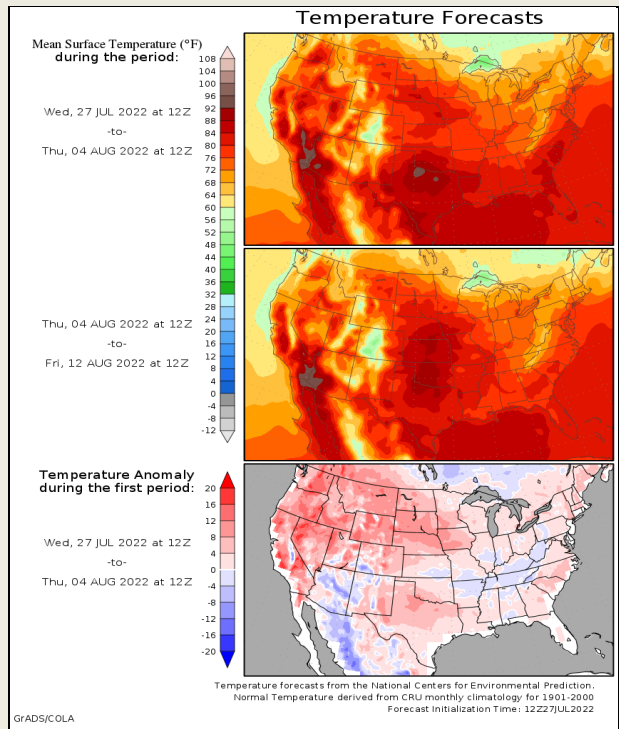 Temperature Forecasts
Mean Surface Temperature (°F)
during the period:
108
104
100
96
92
88
84
80
76
72
68
64
60
56
52
48
44
40
36
32
28
24
20
16
12
8
4
0
-4
-8
-12
Wed, 27 JUL 2022 at 12Z
-to-
Thu, 04 AUG 2022 at 12Z
Thu, 04 AUG 2022 at 12Z
-to-
Fri, 12 AUG 2022 at 12Z
Temperature Anomaly
during the first period:
20
16
12
8
4
0
-4
-8
-12
-16
-20
Wed, 27 JUL 2022 at 12Z
-to-
Thu, 04 AUG 2022 at 12Z
Temperature forecasts from the National Centers for Environmental Prediction.
Normal Temperature derived from CRU monthly climatology for 1901-2000
Forecast Initialization Time: 12Z27JUL2022
GrADS/COLA